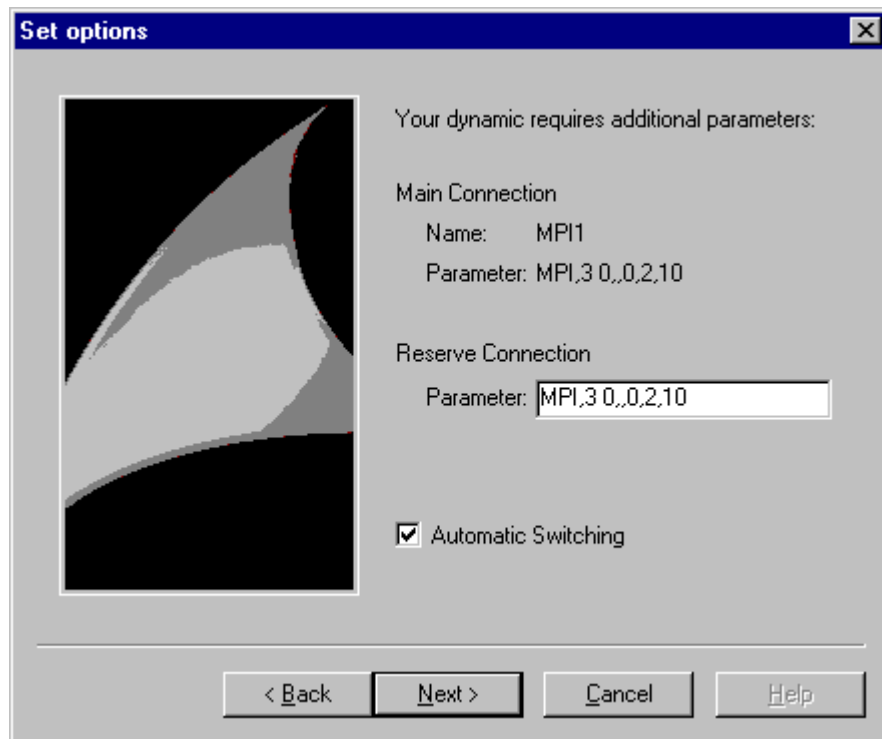 Set options
Your dynamic requires additional parameters:
Main Connection
Name: MPI1
Parameter: MPI,3 0,,0,2,10
Reserve Connection
Parameter: MPI,3 0,,0,2,10
Automatic Switching
< Back Next > Cancel Help